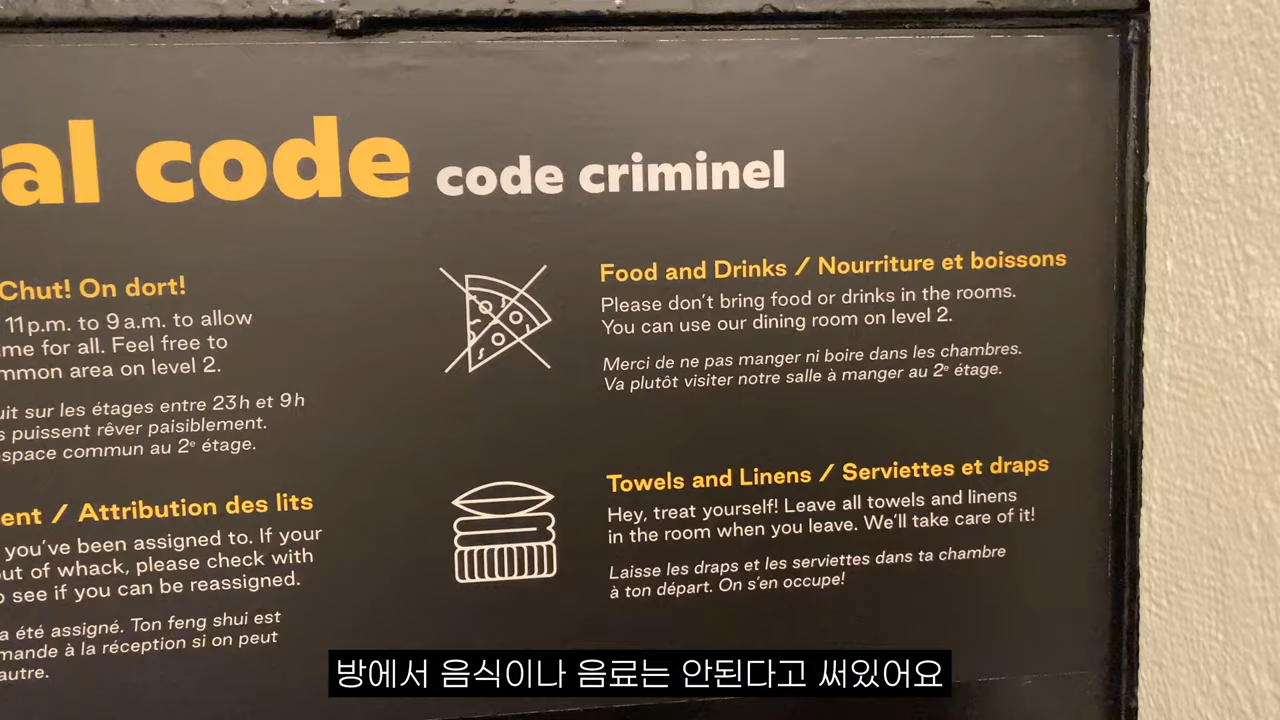 al code code criminel
Chut! On dort!
11 p.m. to 9 a.m. to allow
me for all. Feel free to
mmon area on level 2.
uit sur les étages entre 23 h et 9 h
s puissent rêver paisiblement.
space commun au 2e étage.
ent / Attribution des lits
you've been assigned to. If your
out of whack, please check with
o see if you can be reassigned.
a été assigné. Ton feng shui est
mande à la réception si on peut
autre.
Food and Drinks / Nourriture et boissons
Please don't bring food or drinks in the rooms.
You can use our dining room on level 2.
Merci de ne pas manger ni boire dans les chambres.
Va plutôt visiter notre salle à manger au 2e étage.
Towels and Linens / Serviettes et draps
Hey, treat yourself! Leave all towels and linens
in the room when you leave. We'll take care of it!
Laisse les draps et les serviettes dans ta chambre
à ton départ. On s'en occupe!
방에서 음식이나 음료는 안된다고 써있어요